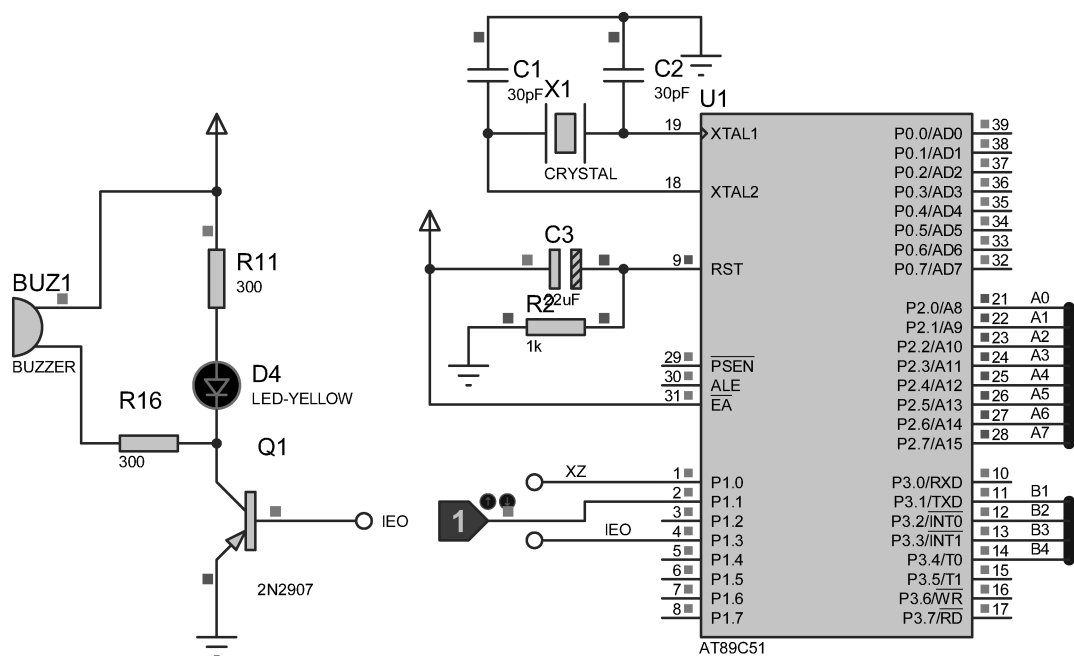 C1
30pF
X1
CRYSTAL
C2
30pF
U1
19 XTAL1
18 XTAL2
9 RST
29 PSEN
30 ALE
31 EA
1 P1.0
2 P1.1
3 P1.2
4 P1.3
5 P1.4
6 P1.5
7 P1.6
8 P1.7
P0.0/AD0 39
P0.1/AD1 38
P0.2/AD2 37
P0.3/AD3 36
P0.4/AD4 35
P0.5/AD5 34
P0.6/AD6 33
P0.7/AD7 32
P2.0/A8 21 A0
P2.1/A9 22 A1
P2.2/A10 23 A2
P2.3/A11 24 A3
P2.4/A12 25 A4
P2.5/A13 26 A5
P2.6/A14 27 A6
P2.7/A15 28 A7
P3.0/RXD 10
P3.1/TXD 11 B1
P3.2/INT0 12 B2
P3.3/INT1 13 B3
P3.4/T0 14 B4
P3.5/T1 15
P3.6/WR 16
P3.7/RD 17
AT89C51
C3
22uF
R2
1k
XZ
1
IEO
BUZ1
BUZZER
R11
300
D4
LED-YELLOW
R16
300
Q1
IEO
2N2907